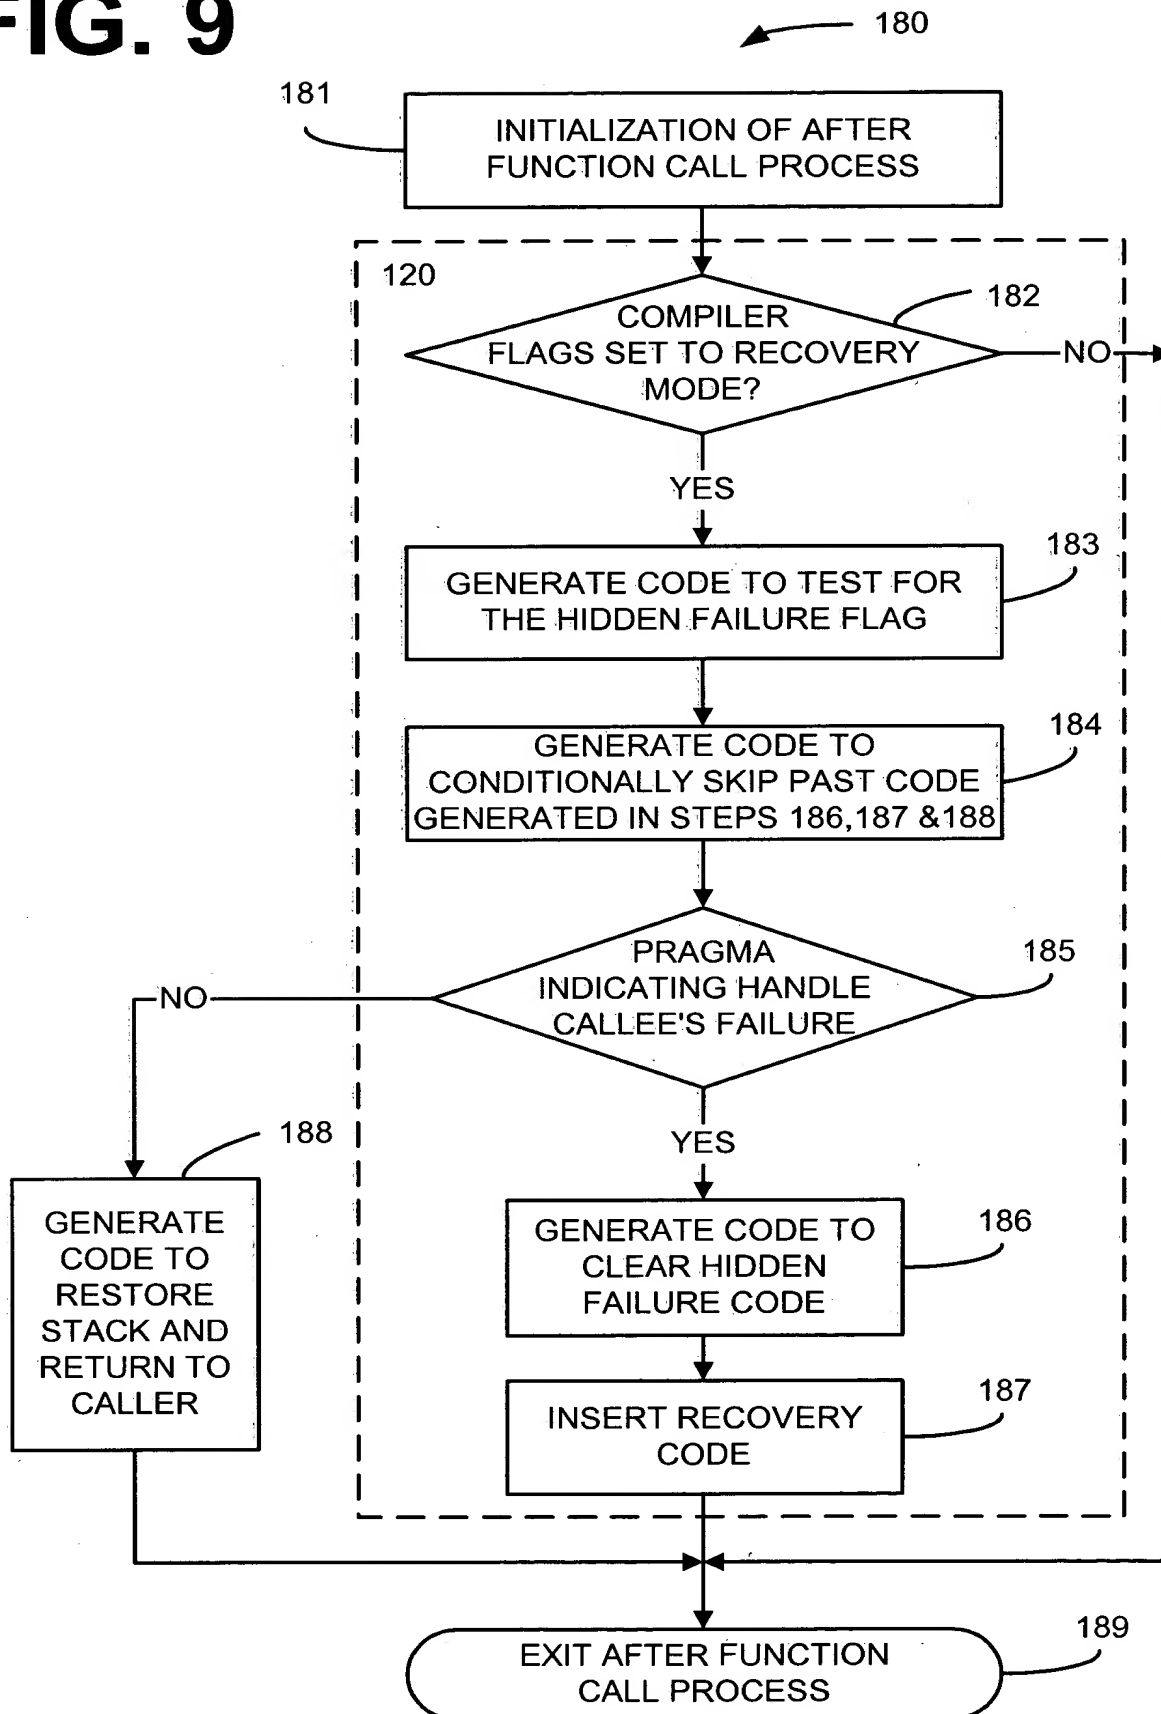 FIG. 9
180
181
INITIALIZATION OF AFTER
FUNCTION CALL PROCESS
120
182
COMPILER
FLAGS SET TO RECOVERY
MODE?
NO
YES
183
GENERATE CODE TO TEST FOR
THE HIDDEN FAILURE FLAG
184
GENERATE CODE TO
CONDITIONALLY SKIP PAST CODE
GENERATED IN STEPS 186,187 &188
185
PRAGMA
INDICATING HANDLE
CALLEE'S FAILURE
NO
YES
188
GENERATE
CODE TO
RESTORE
STACK AND
RETURN TO
CALLER
186
GENERATE CODE TO
CLEAR HIDDEN
FAILURE CODE
187
INSERT RECOVERY
CODE
189
EXIT AFTER FUNCTION
CALL PROCESS